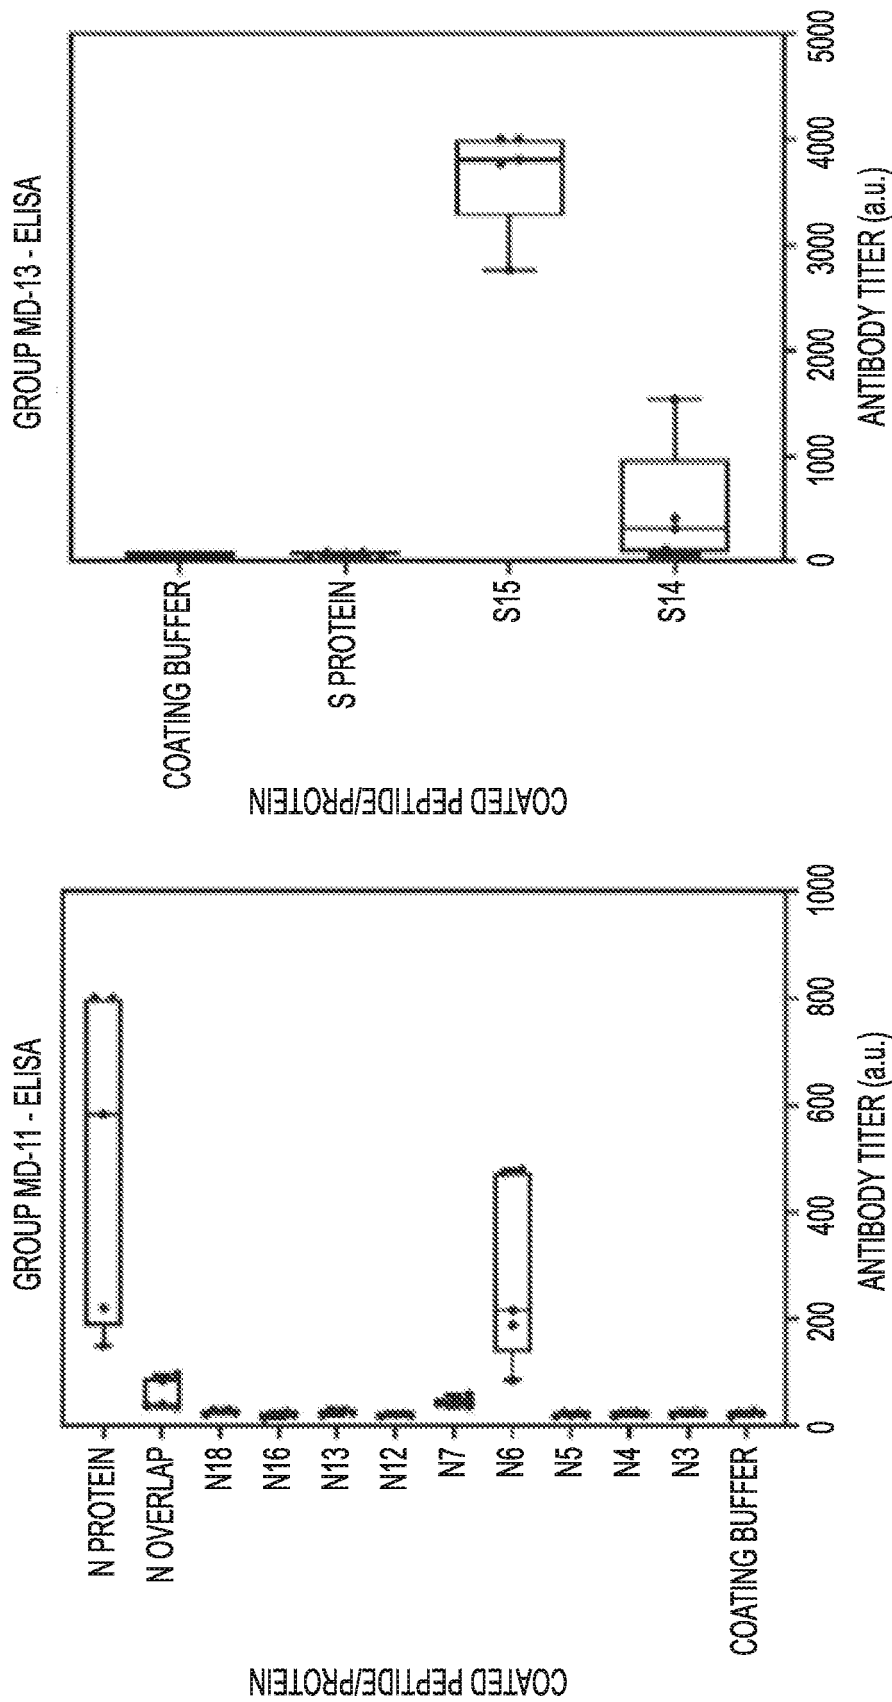 GROUP MD-11 - ELISA
COATED PEPTIDE/PROTEIN
N PROTEIN
N OVERLAP
N18
N16
N13
N12
N7
N6
N5
N4
N3
COATING BUFFER
0
200
400
600
800
1000
ANTIBODY TITER (a.u.)
GROUP MD-13 - ELISA
COATED PEPTIDE/PROTEIN
COATING BUFFER
S PROTEIN
S15
S14
0
1000
2000
3000
4000
5000
ANTIBODY TITER (a.u.)